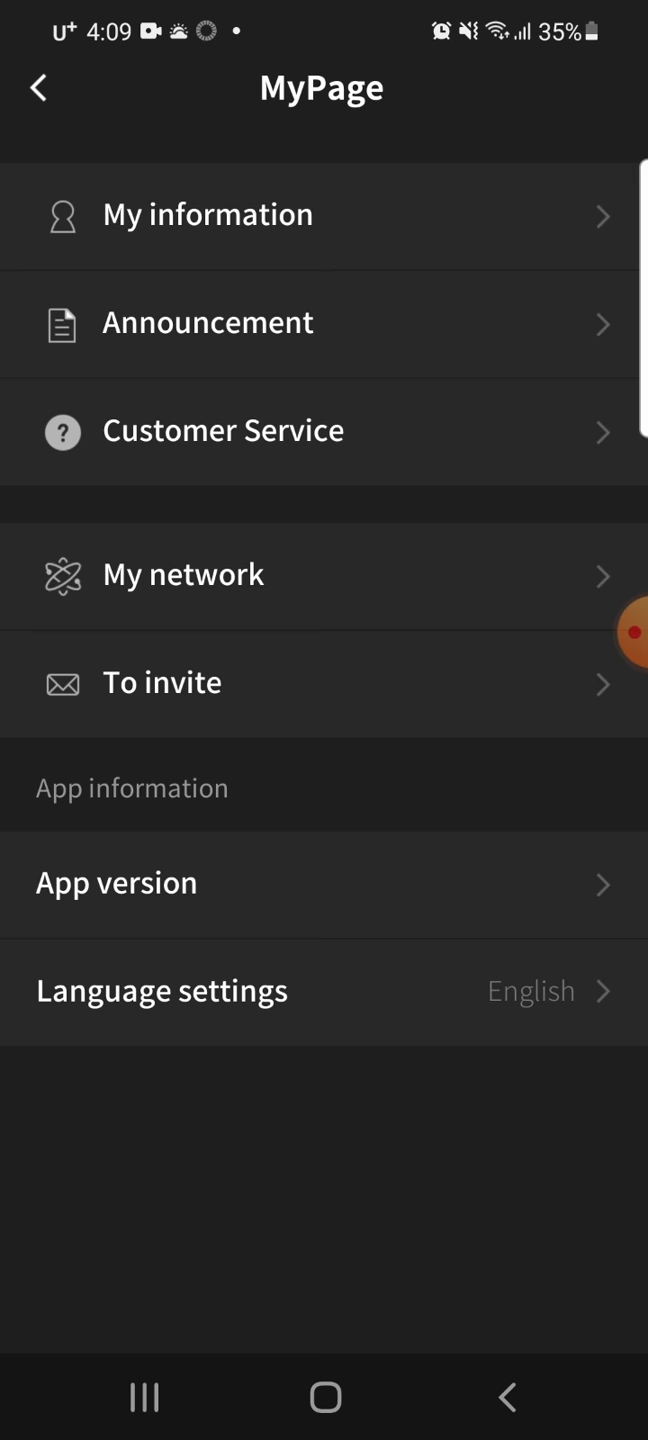 U+ 4:09 35%
MyPage
My information
Announcement
? Customer Service
My network
To invite
App information
App version
Language settings English